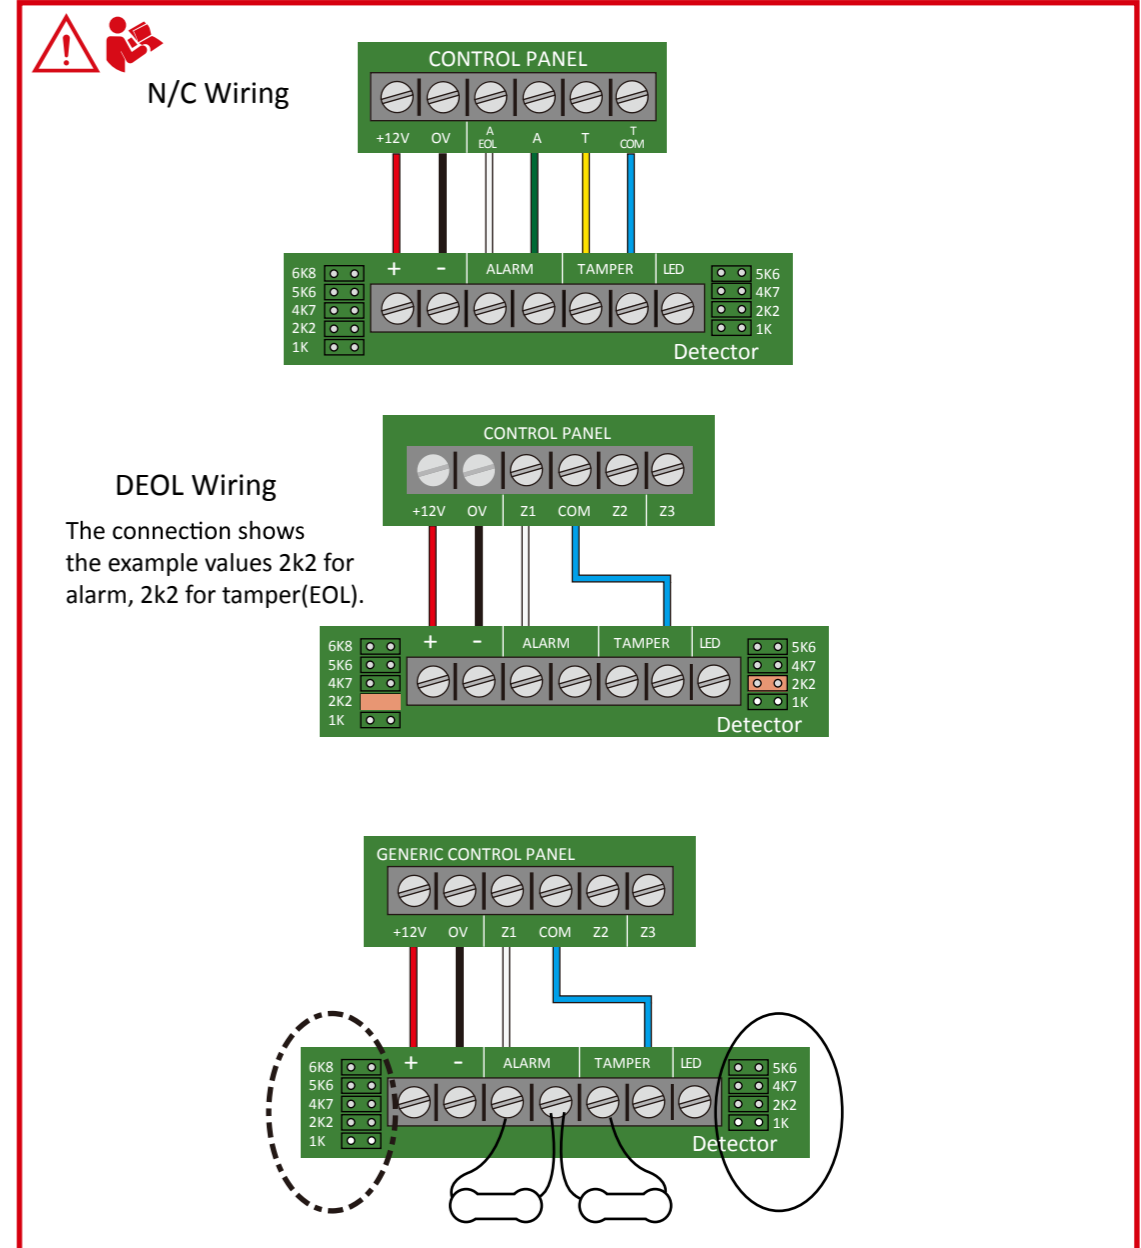 N/C Wiring
CONTROL PANEL
+12V OV A EOL A T T COM
+ - ALARM TAMPER LED
6K8
5K6
4K7
2K2
1K
5K6
4K7
2K2
1K
Detector
DEOL Wiring
The connection shows
the example values 2k2 for
alarm, 2k2 for tamper(EOL).
CONTROL PANEL
+12V OV Z1 COM Z2 Z3
+ - ALARM TAMPER LED
6K8
5K6
4K7
2K2
1K
5K6
4K7
2K2
1K
Detector
GENERIC CONTROL PANEL
+12V OV Z1 COM Z2 Z3
+ - ALARM TAMPER LED
6K8
5K6
4K7
2K2
1K
5K6
4K7
2K2
1K
Detector